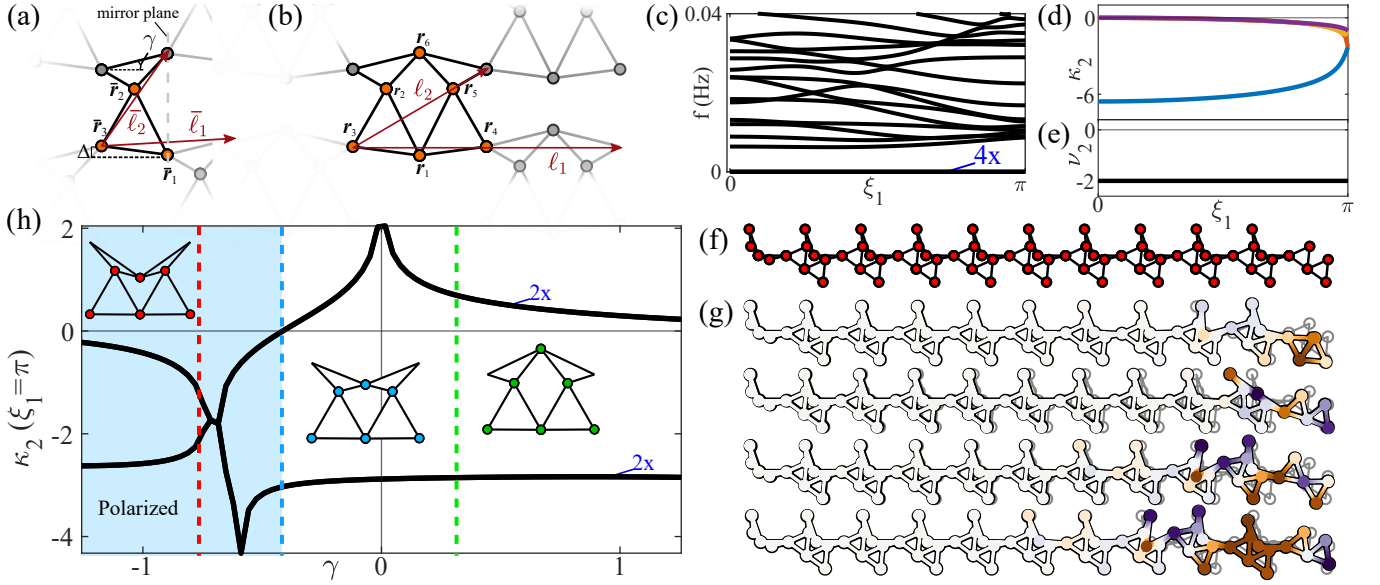 (a)
mirror plane
γ
r̄₂
r̄₃
ℓ̄₂
ℓ̄₁
Δ
r̄₁
(b)
r₆
r₂
ℓ₂
r₅
r₃
r₄
r₁
ℓ₁
(c)
0.04
f (Hz)
0
4x
0
ξ₁
π
(d)
0
κ₂
-6
(e)
0
ν₂
-2
0
ξ₁
π
(f)
(g)
(h)
2
0
-2
-4
κ₂ (ξ₁=π)
2x
2x
Polarized
-1
γ
0
1